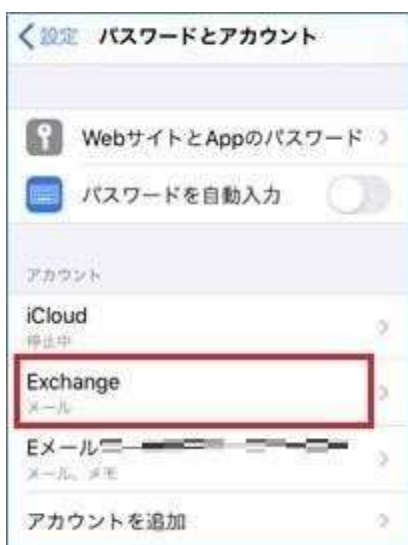 設定 パスワードとアカウント
WebサイトとAppのパスワード
パスワードを自動入力
アカウント
iCloud
停止中
Exchange
メール
Eメール
メール、メモ
アカウントを追加